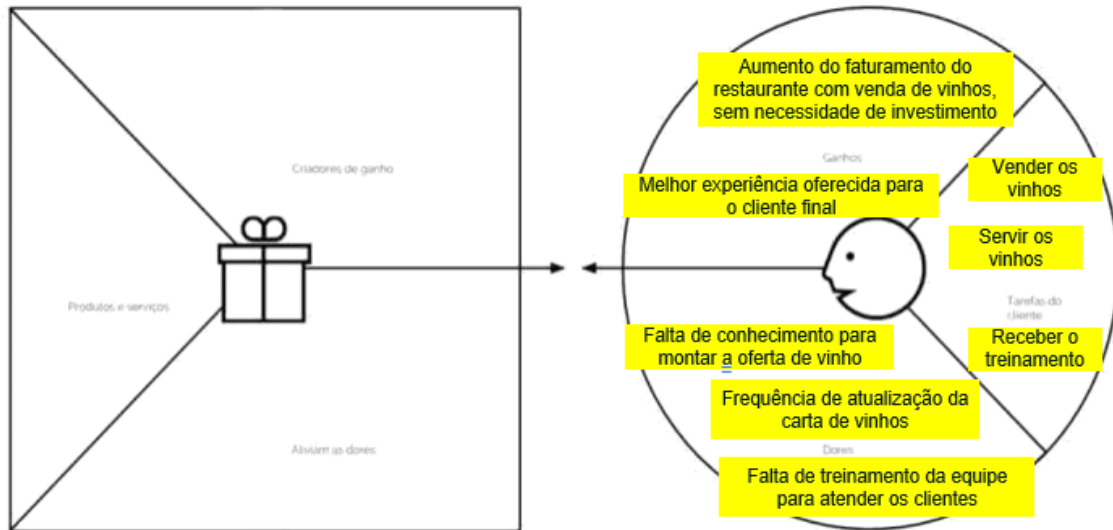 Criadores de ganho
Produtos e serviços
Aliviam as dores
Aumento do faturamento do
restaurante com venda de vinhos,
sem necessidade de investimento
Ganhos
Melhor experiência oferecida para
o cliente final
Vender os
vinhos
Servir os
vinhos
Tarefas do
cliente
Receber o
treinamento
Falta de conhecimento para
montar a oferta de vinho
Frequência de atualização da
carta de vinhos
Dores
Falta de treinamento da equipe
para atender os clientes